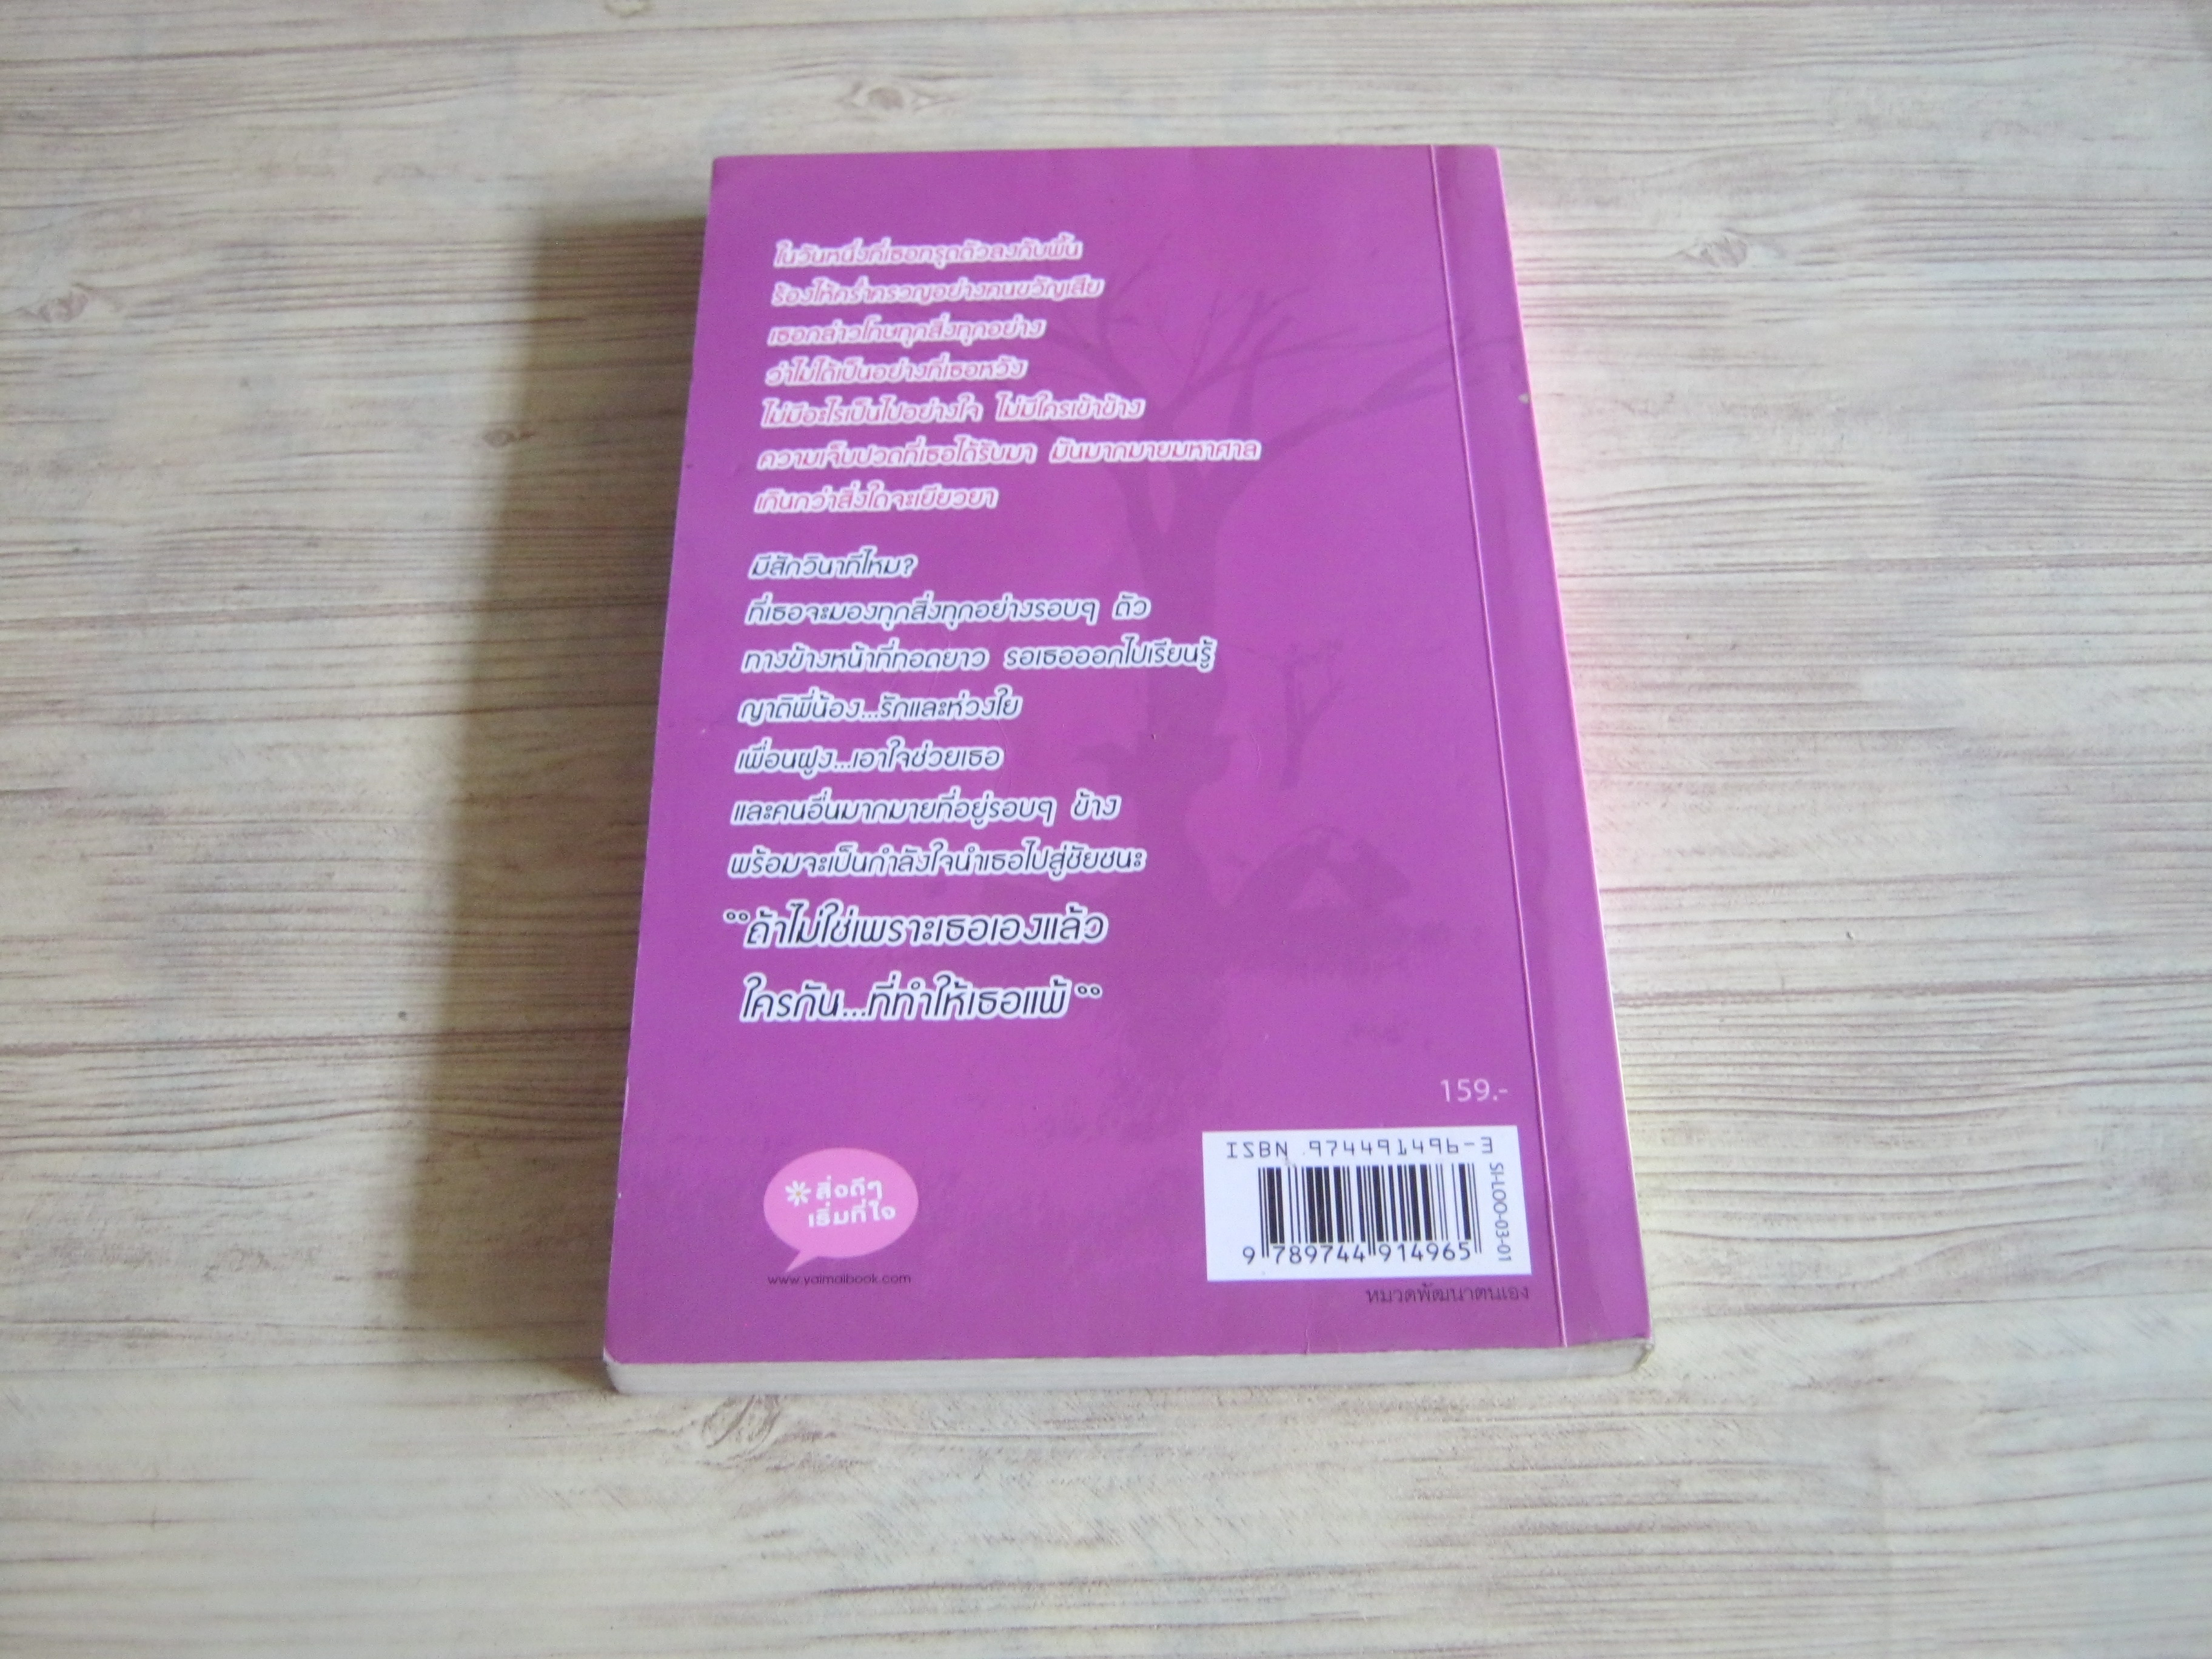 ในวันหนึ่งที่เธอทรุดตัวลงกับพื้น
ร้องไห้คร่ำครวญอย่างคนขวัญเสีย
เธอกล่าวโทษทุกสิ่งทุกอย่าง
ว่าไม่ได้เป็นอย่างที่เธอหวัง
ไม่มีอะไรเป็นไปอย่างใจ ไม่มีใครเข้าข้าง
ความเจ็บปวดที่เธอได้รับมา มันมากมายมหาศาล
เกินกว่าสิ่งใดจะเยียวยา
มีสักวินาทีไหม?
ที่เธอจะมองทุกสิ่งทุกอย่างรอบๆ ตัว
ทางข้างหน้าที่ทอดยาว รอเธอออกไปเรียนรู้
ญาติพี่น้อง...รักและห่วงใย
เพื่อนฝูง...เอาใจช่วยเธอ
และคนอื่นมากมายที่อยู่รอบๆ ข้าง
พร้อมจะเป็นกำลังใจนำเธอไปสู่ชัยชนะ
"ถ้าไม่ใช่เพราะเธอเองแล้ว
ใครกัน...ที่ทำให้เธอแพ้"
159.-
ISBN 974491496-3
SI-LOO-03-01
9 789744 914965
หมวดพัฒนาตนเอง
สิ่งดีๆ
เริ่มที่ใจ
www.yaimaibook.com